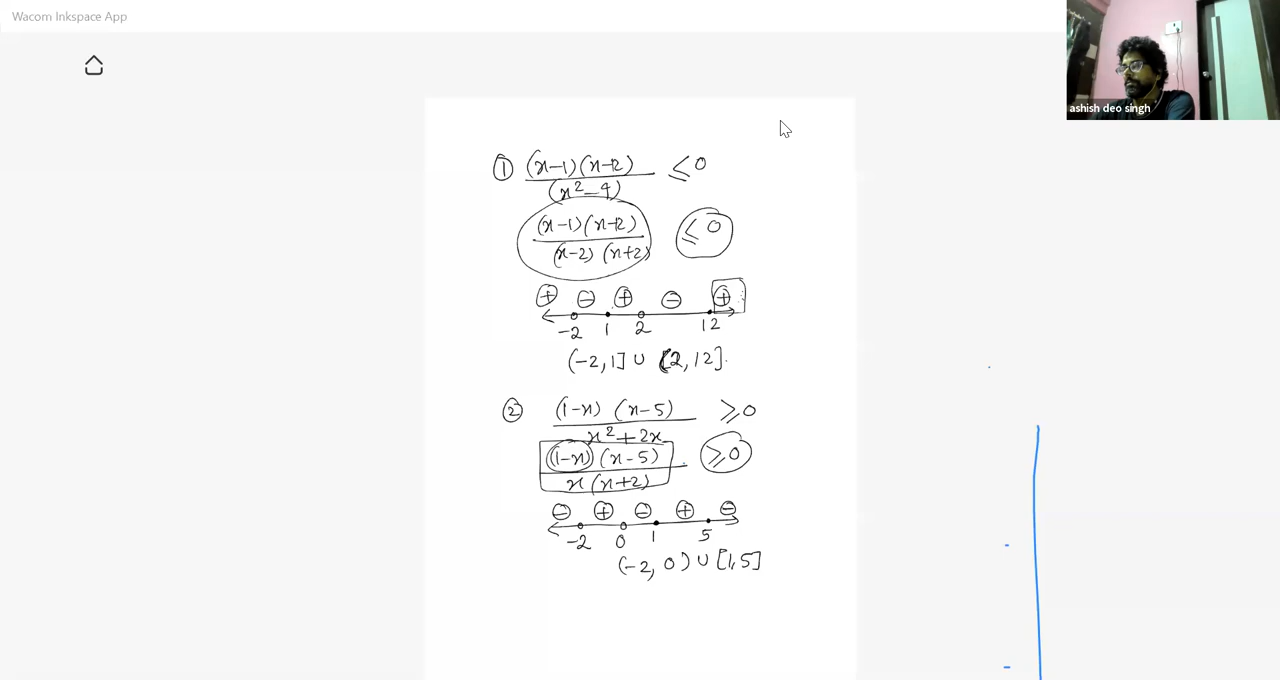 Wacom Inkspace App
ashish deo singh
① (x-1)(x-12) / (x²-4) ≤0
(x-1)(x-12) / (x-2)(x+2) ≤0
⊕ ⊖ ⊕ ⊖ ⊕
-2 1 2 12
(-2,1] ∪ (2,12].
② (1-x)(x-5) / x²+2x ≥0
(1-x)(x-5) / x(x+2) ≥0
⊖ ⊕ ⊖ ⊕ ⊖
-2 0 1 5
(-2,0) ∪ [1,5]